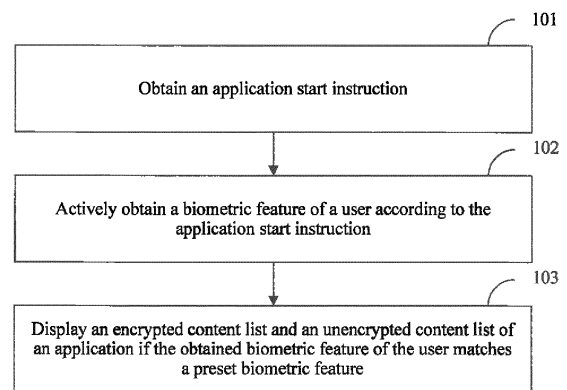 101
Obtain an application start instruction
102
Actively obtain a biometric feature of a user according to the
application start instruction
103
Display an encrypted content list and an unencrypted content list of
an application if the obtained biometric feature of the user matches
a preset biometric feature